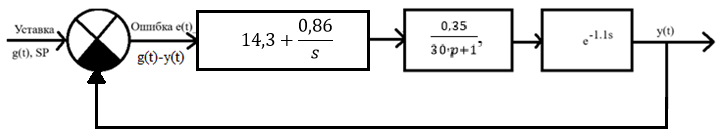 Уставка
g(t), SP
Ошибка e(t)
g(t)-y(t)
14,3 + 0,86/s
0,35/30·p+1,
e^-1.1s
y(t)